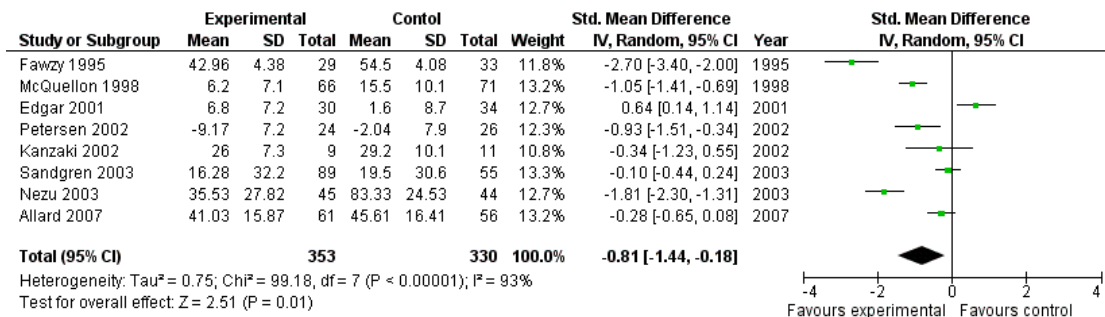 Experimental Contol Std. Mean Difference Std. Mean Difference
Study or Subgroup Mean SD Total Mean SD Total Weight IV, Random, 95% CI Year IV, Random, 95% CI
Fawzy 1995 42.96 4.38 29 54.5 4.08 33 11.8% -2.70 [-3.40, -2.00] 1995
McQuellon 1998 6.2 7.1 66 15.5 10.1 71 13.2% -1.05 [-1.41, -0.69] 1998
Edgar 2001 6.8 7.2 30 1.6 8.7 34 12.7% 0.64 [0.14, 1.14] 2001
Petersen 2002 -9.17 7.2 24 -2.04 7.9 26 12.3% -0.93 [-1.51, -0.34] 2002
Kanzaki 2002 26 7.3 9 29.2 10.1 11 10.8% -0.34 [-1.23, 0.55] 2002
Sandgren 2003 16.28 32.2 89 19.5 30.6 55 13.3% -0.10 [-0.44, 0.24] 2003
Nezu 2003 35.53 27.82 45 83.33 24.53 44 12.7% -1.81 [-2.30, -1.31] 2003
Allard 2007 41.03 15.87 61 45.61 16.41 56 13.2% -0.28 [-0.65, 0.08] 2007
Total (95% CI) 353 330 100.0% -0.81 [-1.44, -0.18]
Heterogeneity: Tau² = 0.75; Chi² = 99.18, df = 7 (P < 0.00001); I² = 93%
Test for overall effect: Z = 2.51 (P = 0.01)
-4 -2 0 2 4
Favours experimental Favours control